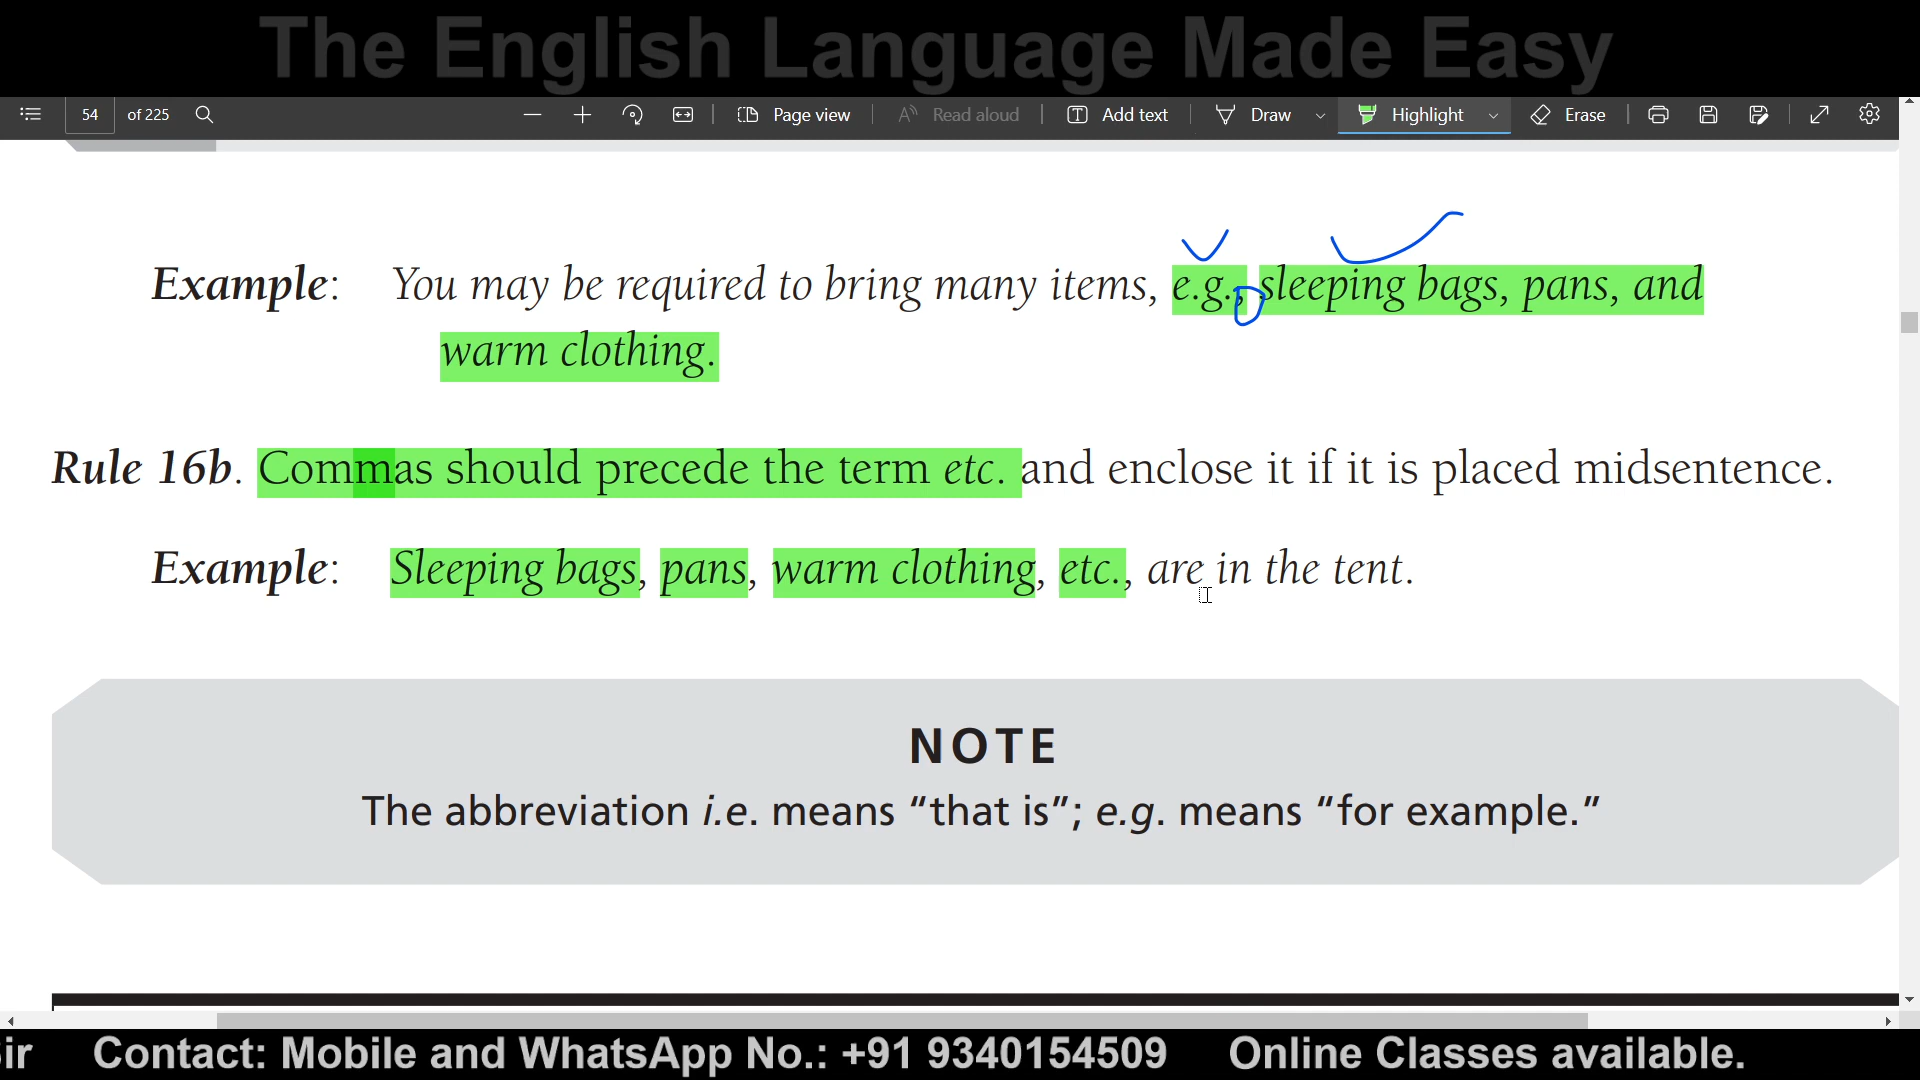 The English Language Made Easy
54 of 225 Page view Read aloud Add text Draw Highlight Erase
Example: You may be required to bring many items, e.g., sleeping bags, pans, and
warm clothing.
Rule 16b. Commas should precede the term etc. and enclose it if it is placed midsentence.
Example: Sleeping bags, pans, warm clothing, etc., are in the tent.
NOTE
The abbreviation i.e. means “that is”; e.g. means “for example.”
ir Contact: Mobile and WhatsApp No.: +91 9340154509 Online Classes available.